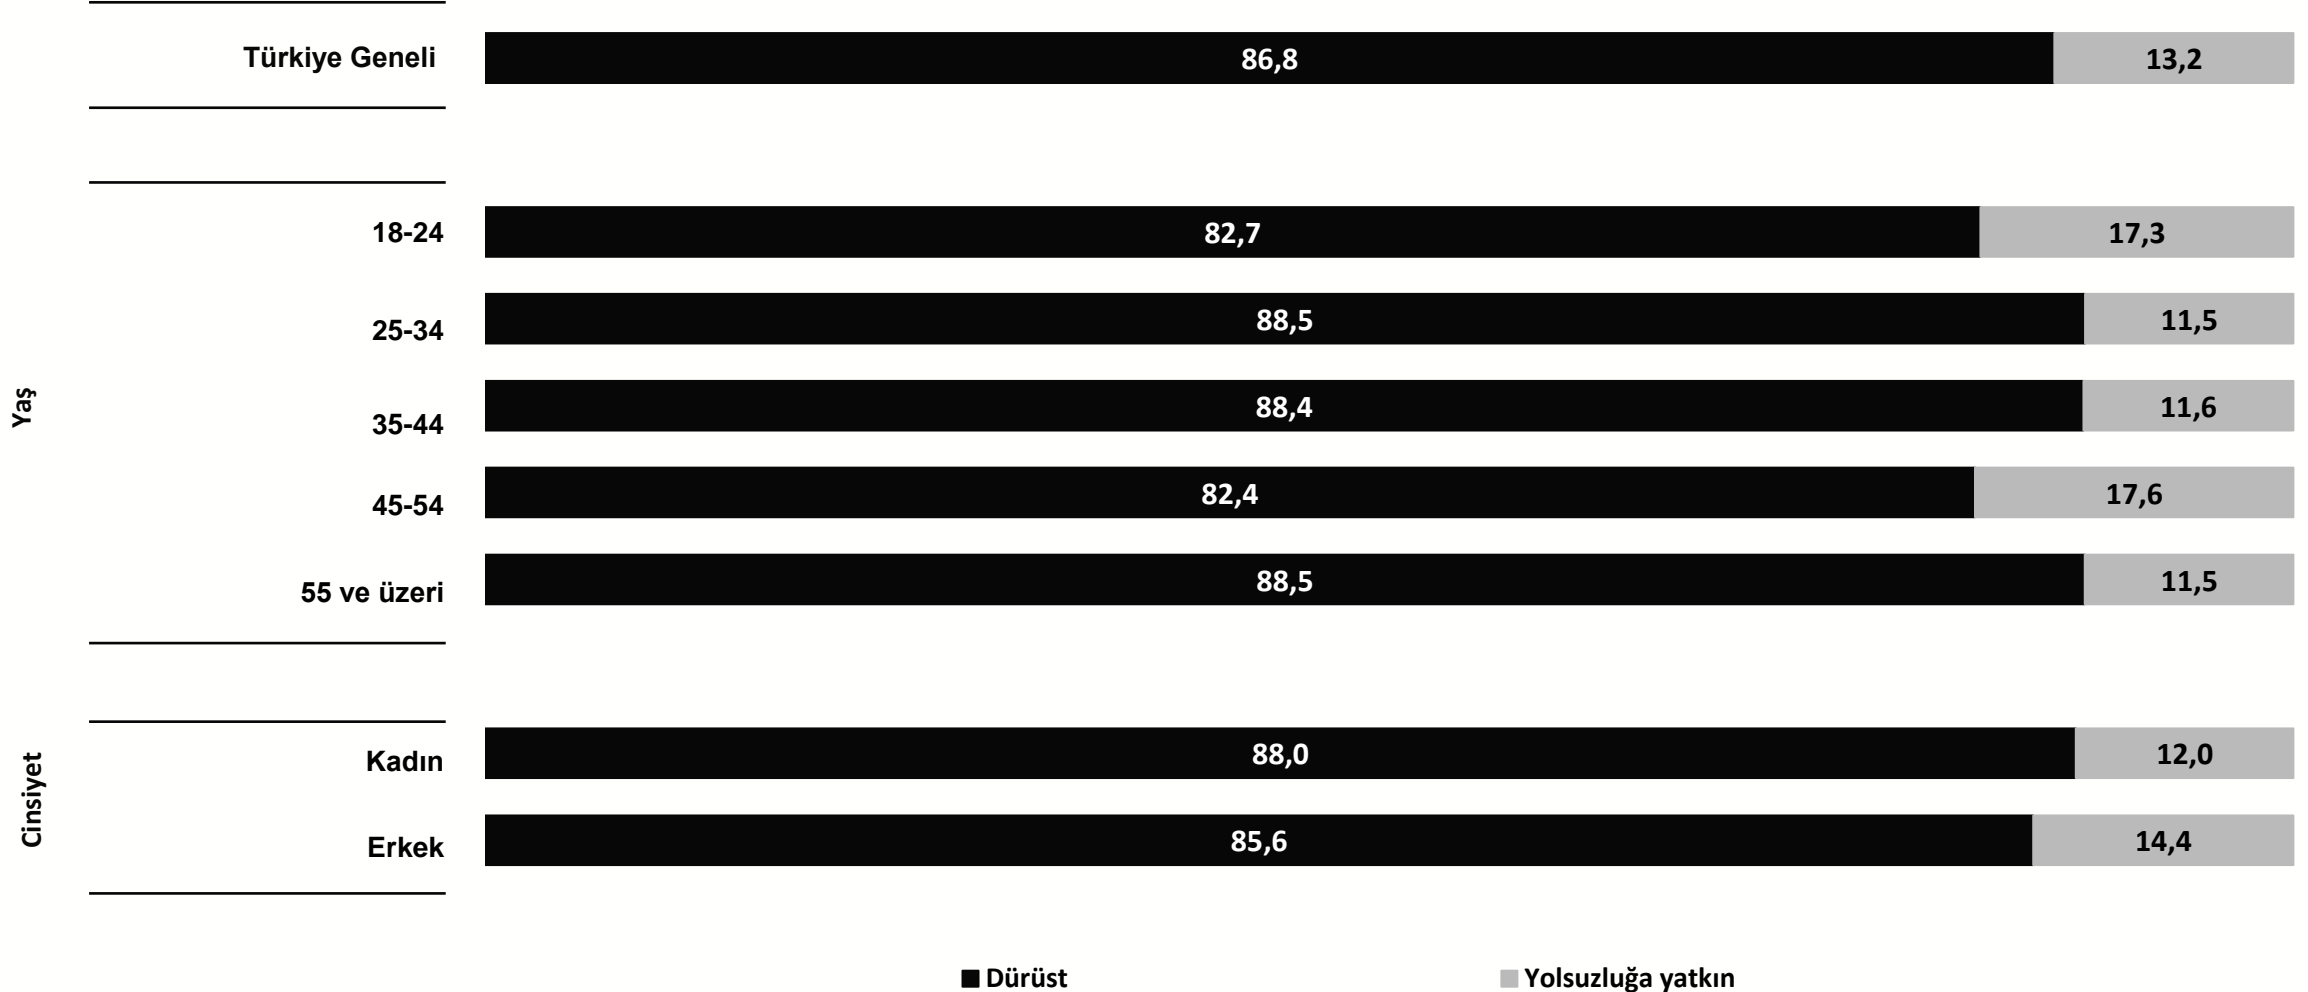 Türkiye Geneli 86,8 13,2
Yaş
18-24 82,7 17,3
25-34 88,5 11,5
35-44 88,4 11,6
45-54 82,4 17,6
55 ve üzeri 88,5 11,5
Cinsiyet
Kadın 88,0 12,0
Erkek 85,6 14,4
Dürüst Yolsuzluğa yatkın